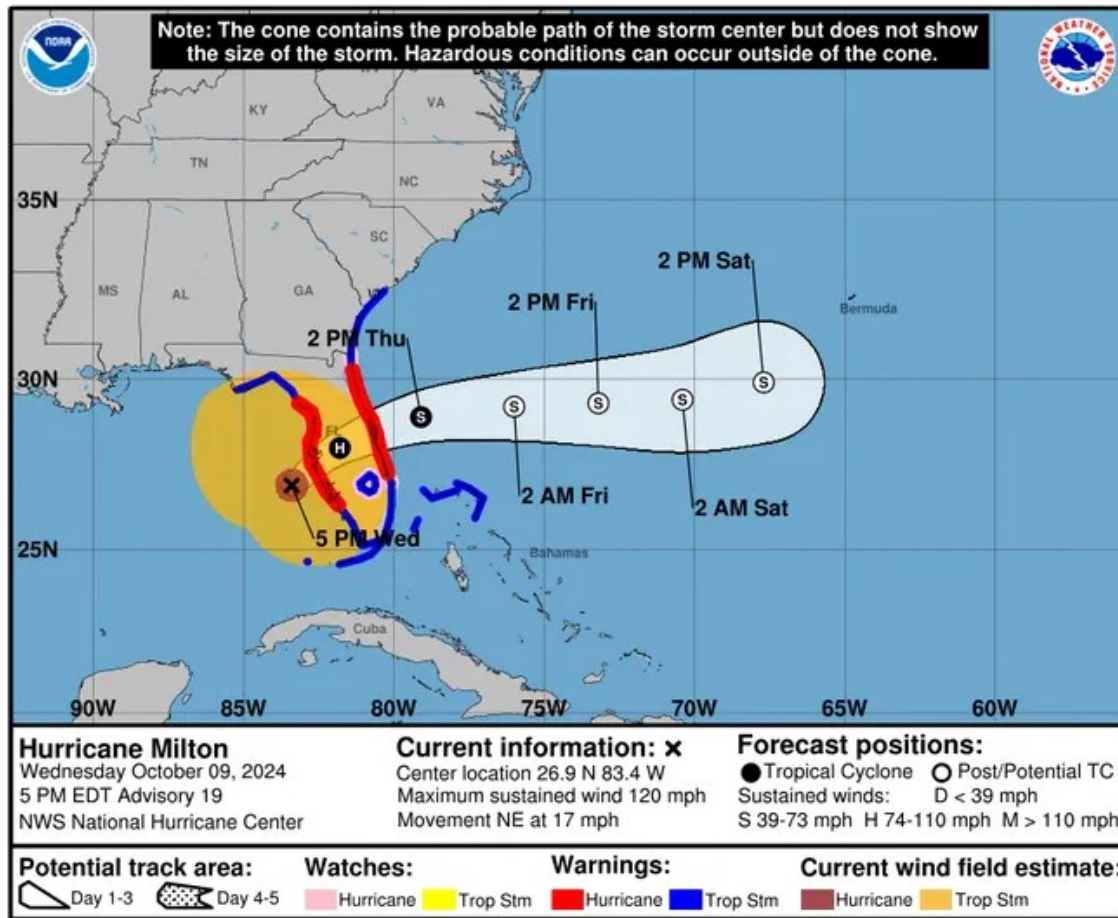 Note: The cone contains the probable path of the storm center but does not show
the size of the storm. Hazardous conditions can occur outside of the cone.
NOAA
NATIONAL WEATHER SERVICE
KY
VA
TN
NC
35N
SC
MS
AL
GA
2 PM Sat
2 PM Fri
Bermuda
2 PM Thu
30N
S
S
S
S
S
FL
H
2 AM Fri
2 AM Sat
5 PM Wed
25N
Bahamas
Cuba
90W 85W 80W 75W 70W 65W 60W
Hurricane Milton
Wednesday October 09, 2024
5 PM EDT Advisory 19
NWS National Hurricane Center
Current information: ×
Center location 26.9 N 83.4 W
Maximum sustained wind 120 mph
Movement NE at 17 mph
Forecast positions:
Tropical Cyclone Post/Potential TC
Sustained winds: D < 39 mph
S 39-73 mph H 74-110 mph M > 110 mph
Potential track area:
Day 1-3 Day 4-5
Watches:
Hurricane Trop Stm
Warnings:
Hurricane Trop Stm
Current wind field estimate:
Hurricane Trop Stm